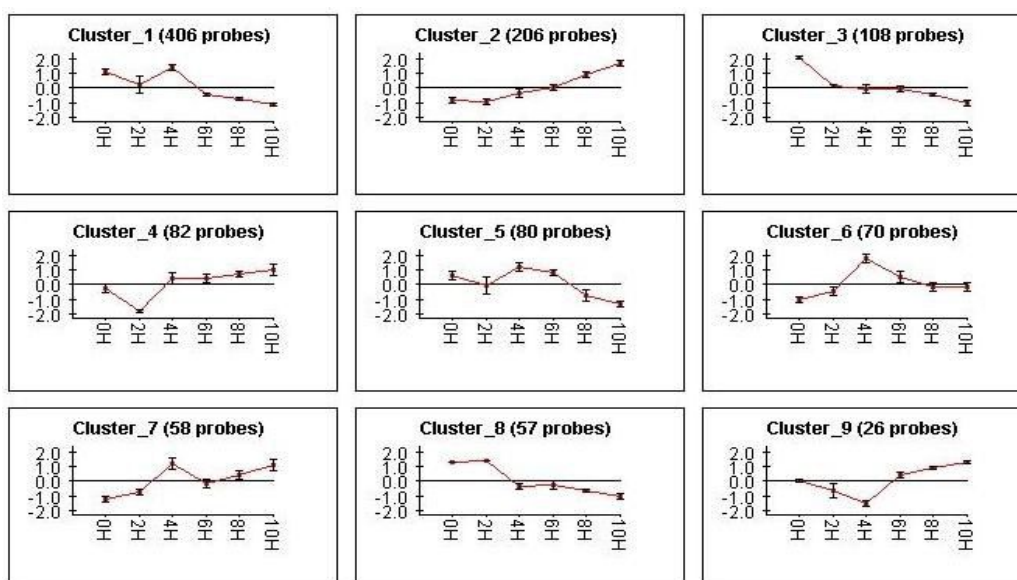 Cluster_1 (406 probes)
2.0
1.0
0.0
-1.0
-2.0
0H
2H
4H
6H
8H
10H
Cluster_2 (206 probes)
2.0
1.0
0.0
-1.0
-2.0
0H
2H
4H
6H
8H
10H
Cluster_3 (108 probes)
2.0
1.0
0.0
-1.0
-2.0
0H
2H
4H
6H
8H
10H
Cluster_4 (82 probes)
2.0
1.0
0.0
-1.0
-2.0
0H
2H
4H
6H
8H
10H
Cluster_5 (80 probes)
2.0
1.0
0.0
-1.0
-2.0
0H
2H
4H
6H
8H
10H
Cluster_6 (70 probes)
2.0
1.0
0.0
-1.0
-2.0
0H
2H
4H
6H
8H
10H
Cluster_7 (58 probes)
2.0
1.0
0.0
-1.0
-2.0
0H
2H
4H
6H
8H
10H
Cluster_8 (57 probes)
2.0
1.0
0.0
-1.0
-2.0
0H
2H
4H
6H
8H
10H
Cluster_9 (26 probes)
2.0
1.0
0.0
-1.0
-2.0
0H
2H
4H
6H
8H
10H